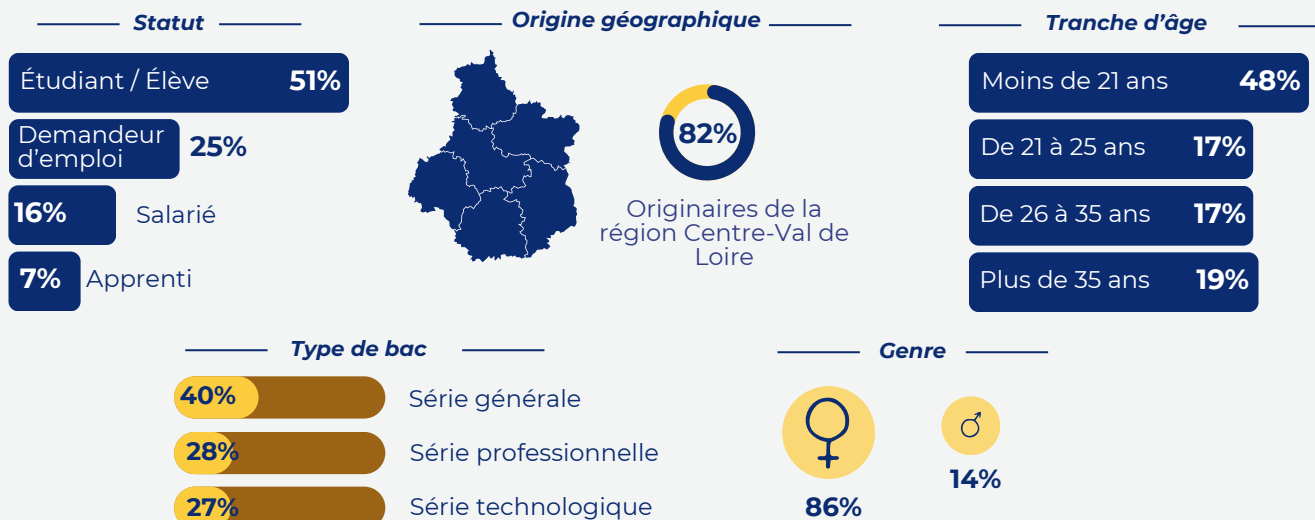 Statut
Étudiant / Élève 51%
Demandeur
d'emploi
25%
16% Salarié
7% Apprenti
Origine géographique
82%
Originaires de la
région Centre-Val de
Loire
Tranche d'âge
Moins de 21 ans 48%
De 21 à 25 ans 17%
De 26 à 35 ans 17%
Plus de 35 ans 19%
Type de bac
40% Série générale
28% Série professionnelle
27% Série technologique
Genre
86%
14%